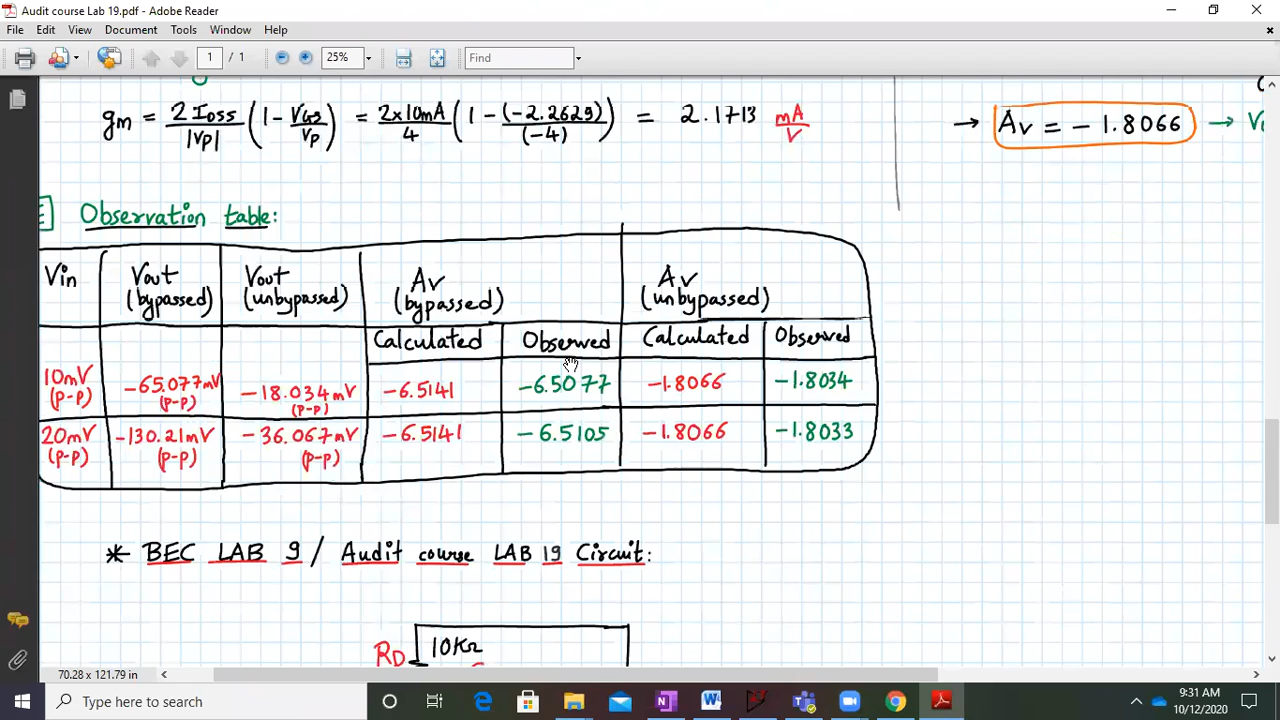 Audit course Lab 19.pdf - Adobe Reader
File Edit View Document Tools Window Help
1 / 1 25% Find
gm = 2 IDSS / |Vp| (1 - VGS/Vp) = 2x10mA / 4 (1 - (-2.2629)/(-4)) = 2.1713 mA/V
→ Av = - 1.8066 →
E Observation table:
Vin Vout (bypassed) Vout (unbypassed) Av (bypassed) Av (unbypassed)
Calculated Observed Calculated Observed
10mV (p-p) -65.077mV (p-p) -18.034mV (p-p) -6.5141 -6.5077 -1.8066 -1.8034
20mV (p-p) -130.21mV (p-p) -36.067mV (p-p) -6.5141 -6.5105 -1.8066 -1.8033
* BEC LAB 9 / Audit course LAB 19 Circuit:
RD 10KΩ
70.28 x 121.79 in
Type here to search
9:31 AM
10/12/2020